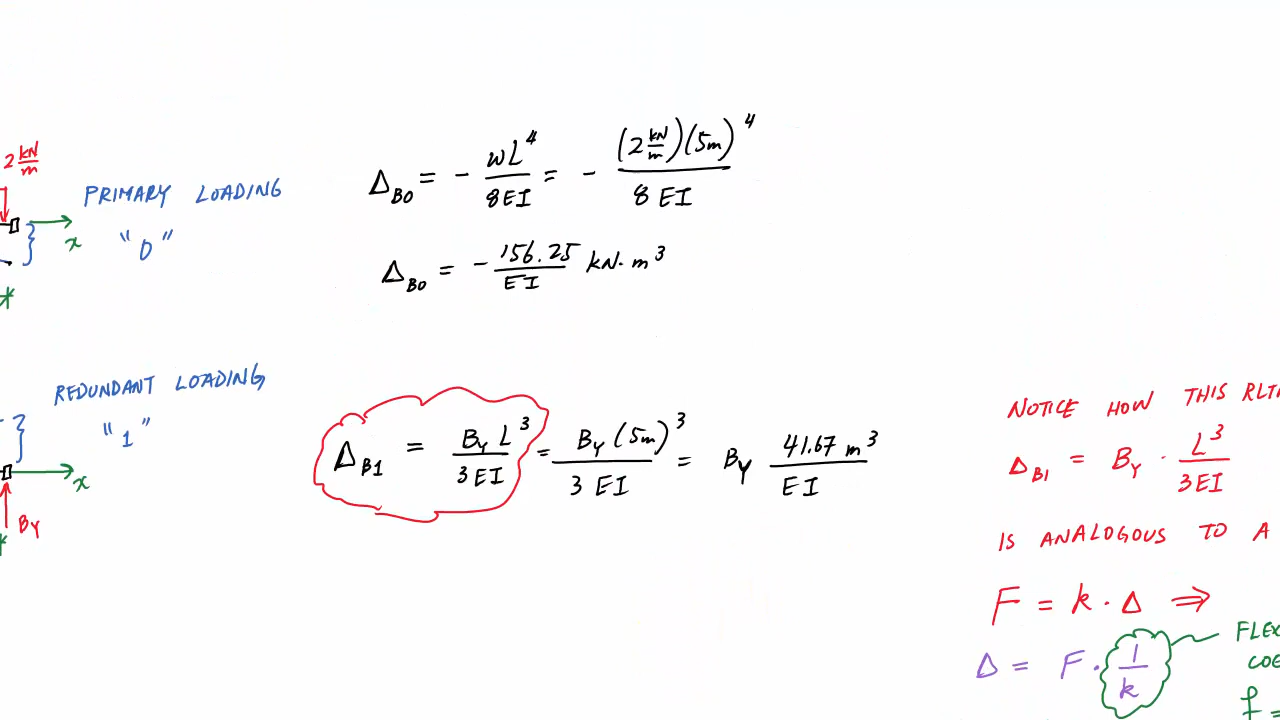 2 kN/m
PRIMARY LOADING
"0"
x
Δ_B0 = - wL^4/8EI = - (2 kN/m)(5m)^4/8 EI
Δ_B0 = - 156.25/EI kN·m^3
REDUNDANT LOADING
"1"
x
B_Y
Δ_B1 = B_Y L^3/3EI = B_Y (5m)^3/3 EI = B_Y 41.67 m^3/EI
NOTICE HOW THIS
Δ_B1 = B_Y · L^3/3EI
IS ANALOGOUS TO A
F = k · Δ ⇒
Δ = F · 1/k
f =